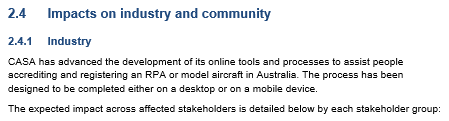 2.4 Impacts on industry and community
2.4.1 Industry
CASA has advanced the development of its online tools and processes to assist people
accrediting and registering an RPA or model aircraft in Australia. The process has been
designed to be completed either on a desktop or on a mobile device.
The expected impact across affected stakeholders is detailed below by each stakeholder group: